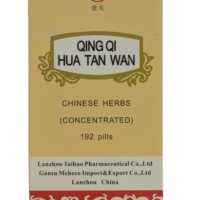 QING QI
HUA TAN WAN
CHINESE HERBS
(CONCENTRATED)
192 pills
Lanzhou Taibao Pharmaceutical Co.,Ltd
Gansu Meheco Import&Export Co.,Ltd
Lanzhou China